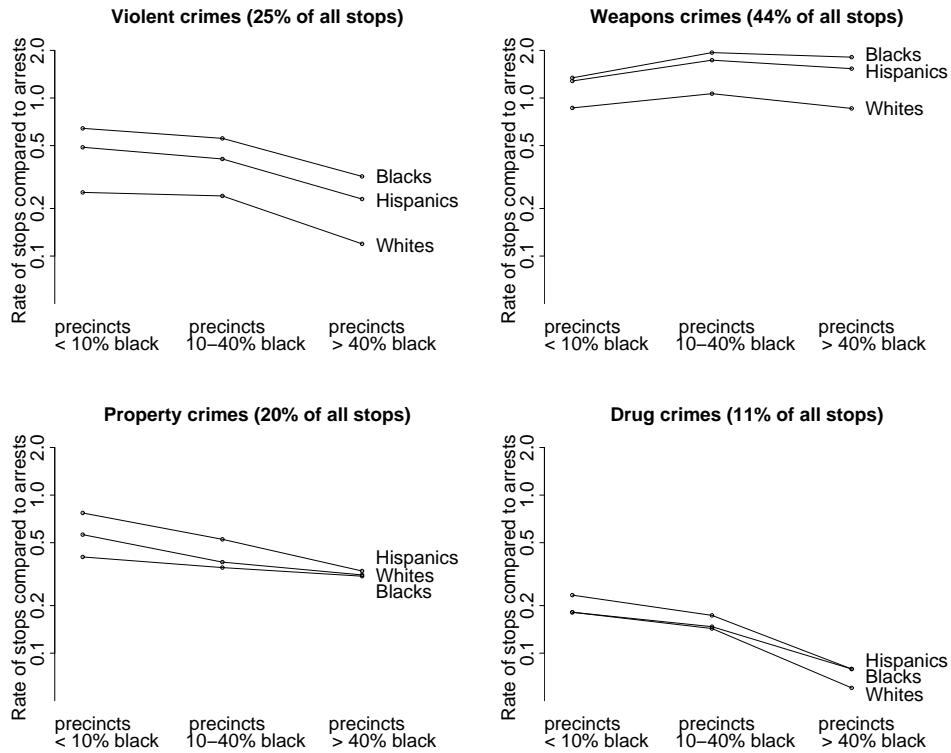 Violent crimes (25% of all stops)
Rate of stops compared to arrests
2.0
1.0
0.5
0.2
0.1
Blacks
Hispanics
Whites
precincts
< 10% black
precincts
10−40% black
precincts
> 40% black
Weapons crimes (44% of all stops)
Rate of stops compared to arrests
2.0
1.0
0.5
0.2
0.1
Blacks
Hispanics
Whites
precincts
< 10% black
precincts
10−40% black
precincts
> 40% black
Property crimes (20% of all stops)
Rate of stops compared to arrests
2.0
1.0
0.5
0.2
0.1
Hispanics
Whites
Blacks
precincts
< 10% black
precincts
10−40% black
precincts
> 40% black
Drug crimes (11% of all stops)
Rate of stops compared to arrests
2.0
1.0
0.5
0.2
0.1
Hispanics
Blacks
Whites
precincts
< 10% black
precincts
10−40% black
precincts
> 40% black